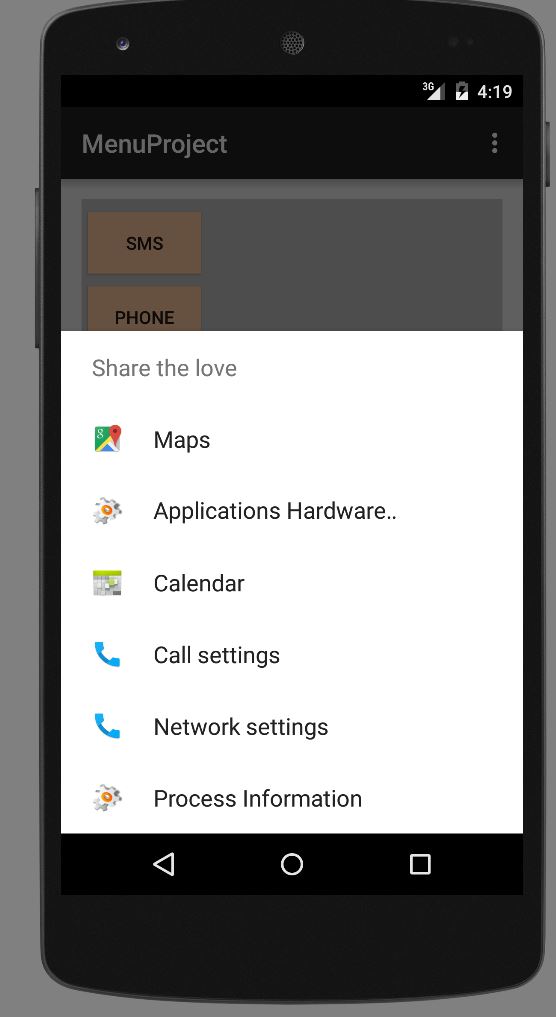 3G 4:19
MenuProject
SMS
PHONE
Share the love
Maps
Applications Hardware..
Calendar
Call settings
Network settings
Process Information